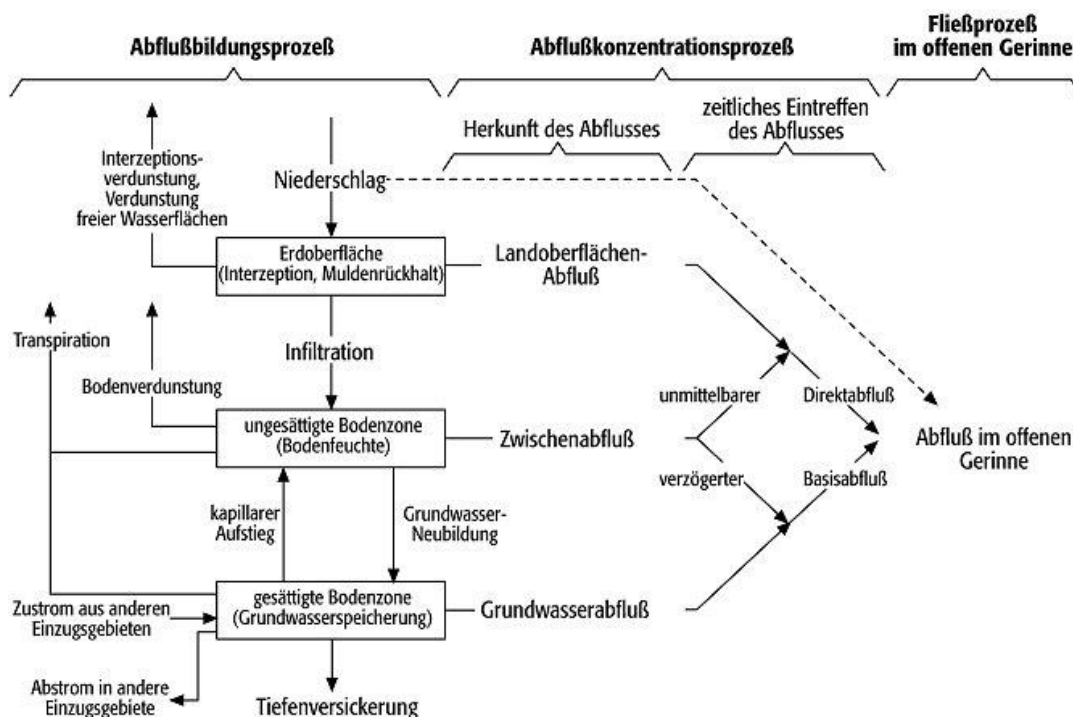 Abflußbildungsprozeß
Abflußkonzentrationsprozeß
Fließprozeß
im offenen Gerinne
Herkunft des Abflusses
zeitliches Eintreffen
des Abflusses
Interzeptions-
verdunstung,
Verdunstung
freier Wasserflächen
Niederschlag
Erdoberfläche
(Interzeption, Muldenrückhalt)
Landoberflächen-
Abfluß
Transpiration
Infiltration
Bodenverdunstung
unmittelbarer
Direktabfluß
ungesättigte Bodenzone
(Bodenfeuchte)
Zwischenabfluß
Abfluß im offenen
Gerinne
verzögerter
Basisabfluß
kapillarer
Aufstieg
Grundwasser-
Neubildung
Zustrom aus anderen
Einzugsgebieten
gesättigte Bodenzone
(Grundwasserspeicherung)
Grundwasserabfluß
Abstrom in andere
Einzugsgebiete
Tiefenversickerung